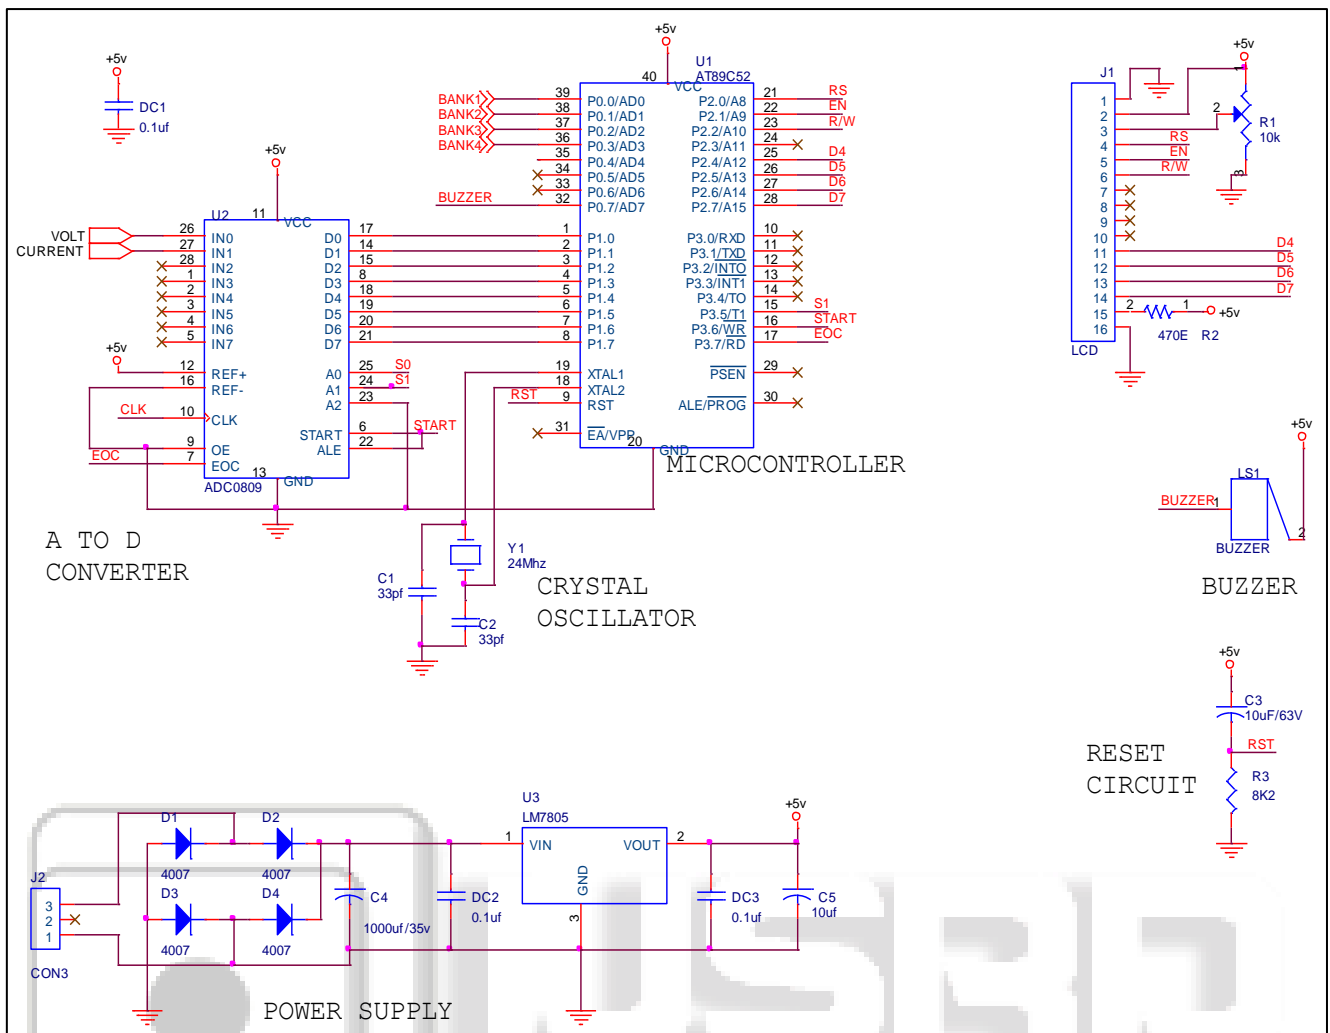 +5v
DC1
0.1uf
+5v
U2
11
VCC
VOLT
CURRENT
26 IN0 D0 17
27 IN1 D1 14
28 IN2 D2 15
1 IN3 D3 8
2 IN4 D4 18
3 IN5 D5 19
4 IN6 D6 20
5 IN7 D7 21
+5v
12 REF+ A0 25 S0
16 REF- A1 24 S1
A2 23
CLK 10 CLK
START 6 START
9 OE ALE 22
EOC 7 EOC
13 GND
ADC0809
A TO D
CONVERTER
+5v
U1
AT89C52
40
VCC
BANK1 39 P0.0/AD0 P2.0/A8 21 RS
BANK2 38 P0.1/AD1 P2.1/A9 22 EN
BANK3 37 P0.2/AD2 P2.2/A10 23 R/W
BANK4 36 P0.3/AD3 P2.3/A11 24
35 P0.4/AD4 P2.4/A12 25 D4
34 P0.5/AD5 P2.5/A13 26 D5
33 P0.6/AD6 P2.6/A14 27 D6
BUZZER 32 P0.7/AD7 P2.7/A15 28 D7
1 P1.0 P3.0/RXD 10
2 P1.1 P3.1/TXD 11
3 P1.2 P3.2/INTO 12
4 P1.3 P3.3/INT1 13
5 P1.4 P3.4/TO 14
6 P1.5 P3.5/T1 15 S1
7 P1.6 P3.6/WR 16 START
8 P1.7 P3.7/RD 17 EOC
19 XTAL1 PSEN 29
18 XTAL2
RST 9 RST ALE/PROG 30
31 EA/VPP
20
GND
MICROCONTROLLER
Y1
24Mhz
C1
33pf
C2
33pf
CRYSTAL
OSCILLATOR
+5v
J1
1
2
3
4 RS
5 EN
6 R/W
7
8
9
10
11 D4
12 D5
13 D6
14 D7
15 2 1 +5v
16
470E R2
LCD
1
2
3
R1
10k
+5v
LS1
BUZZER 1
2
BUZZER
BUZZER
+5v
C3
10uF/63V
RST
R3
8K2
RESET
CIRCUIT
D1 D2
4007 4007
D3 D4
4007 4007
J2
3
2
1
CON3
C4
1000uf/35v
DC2
0.1uf
U3
LM7805
1 VIN VOUT 2
GND
3
+5v
DC3
0.1uf
C5
10uf
POWER SUPPLY